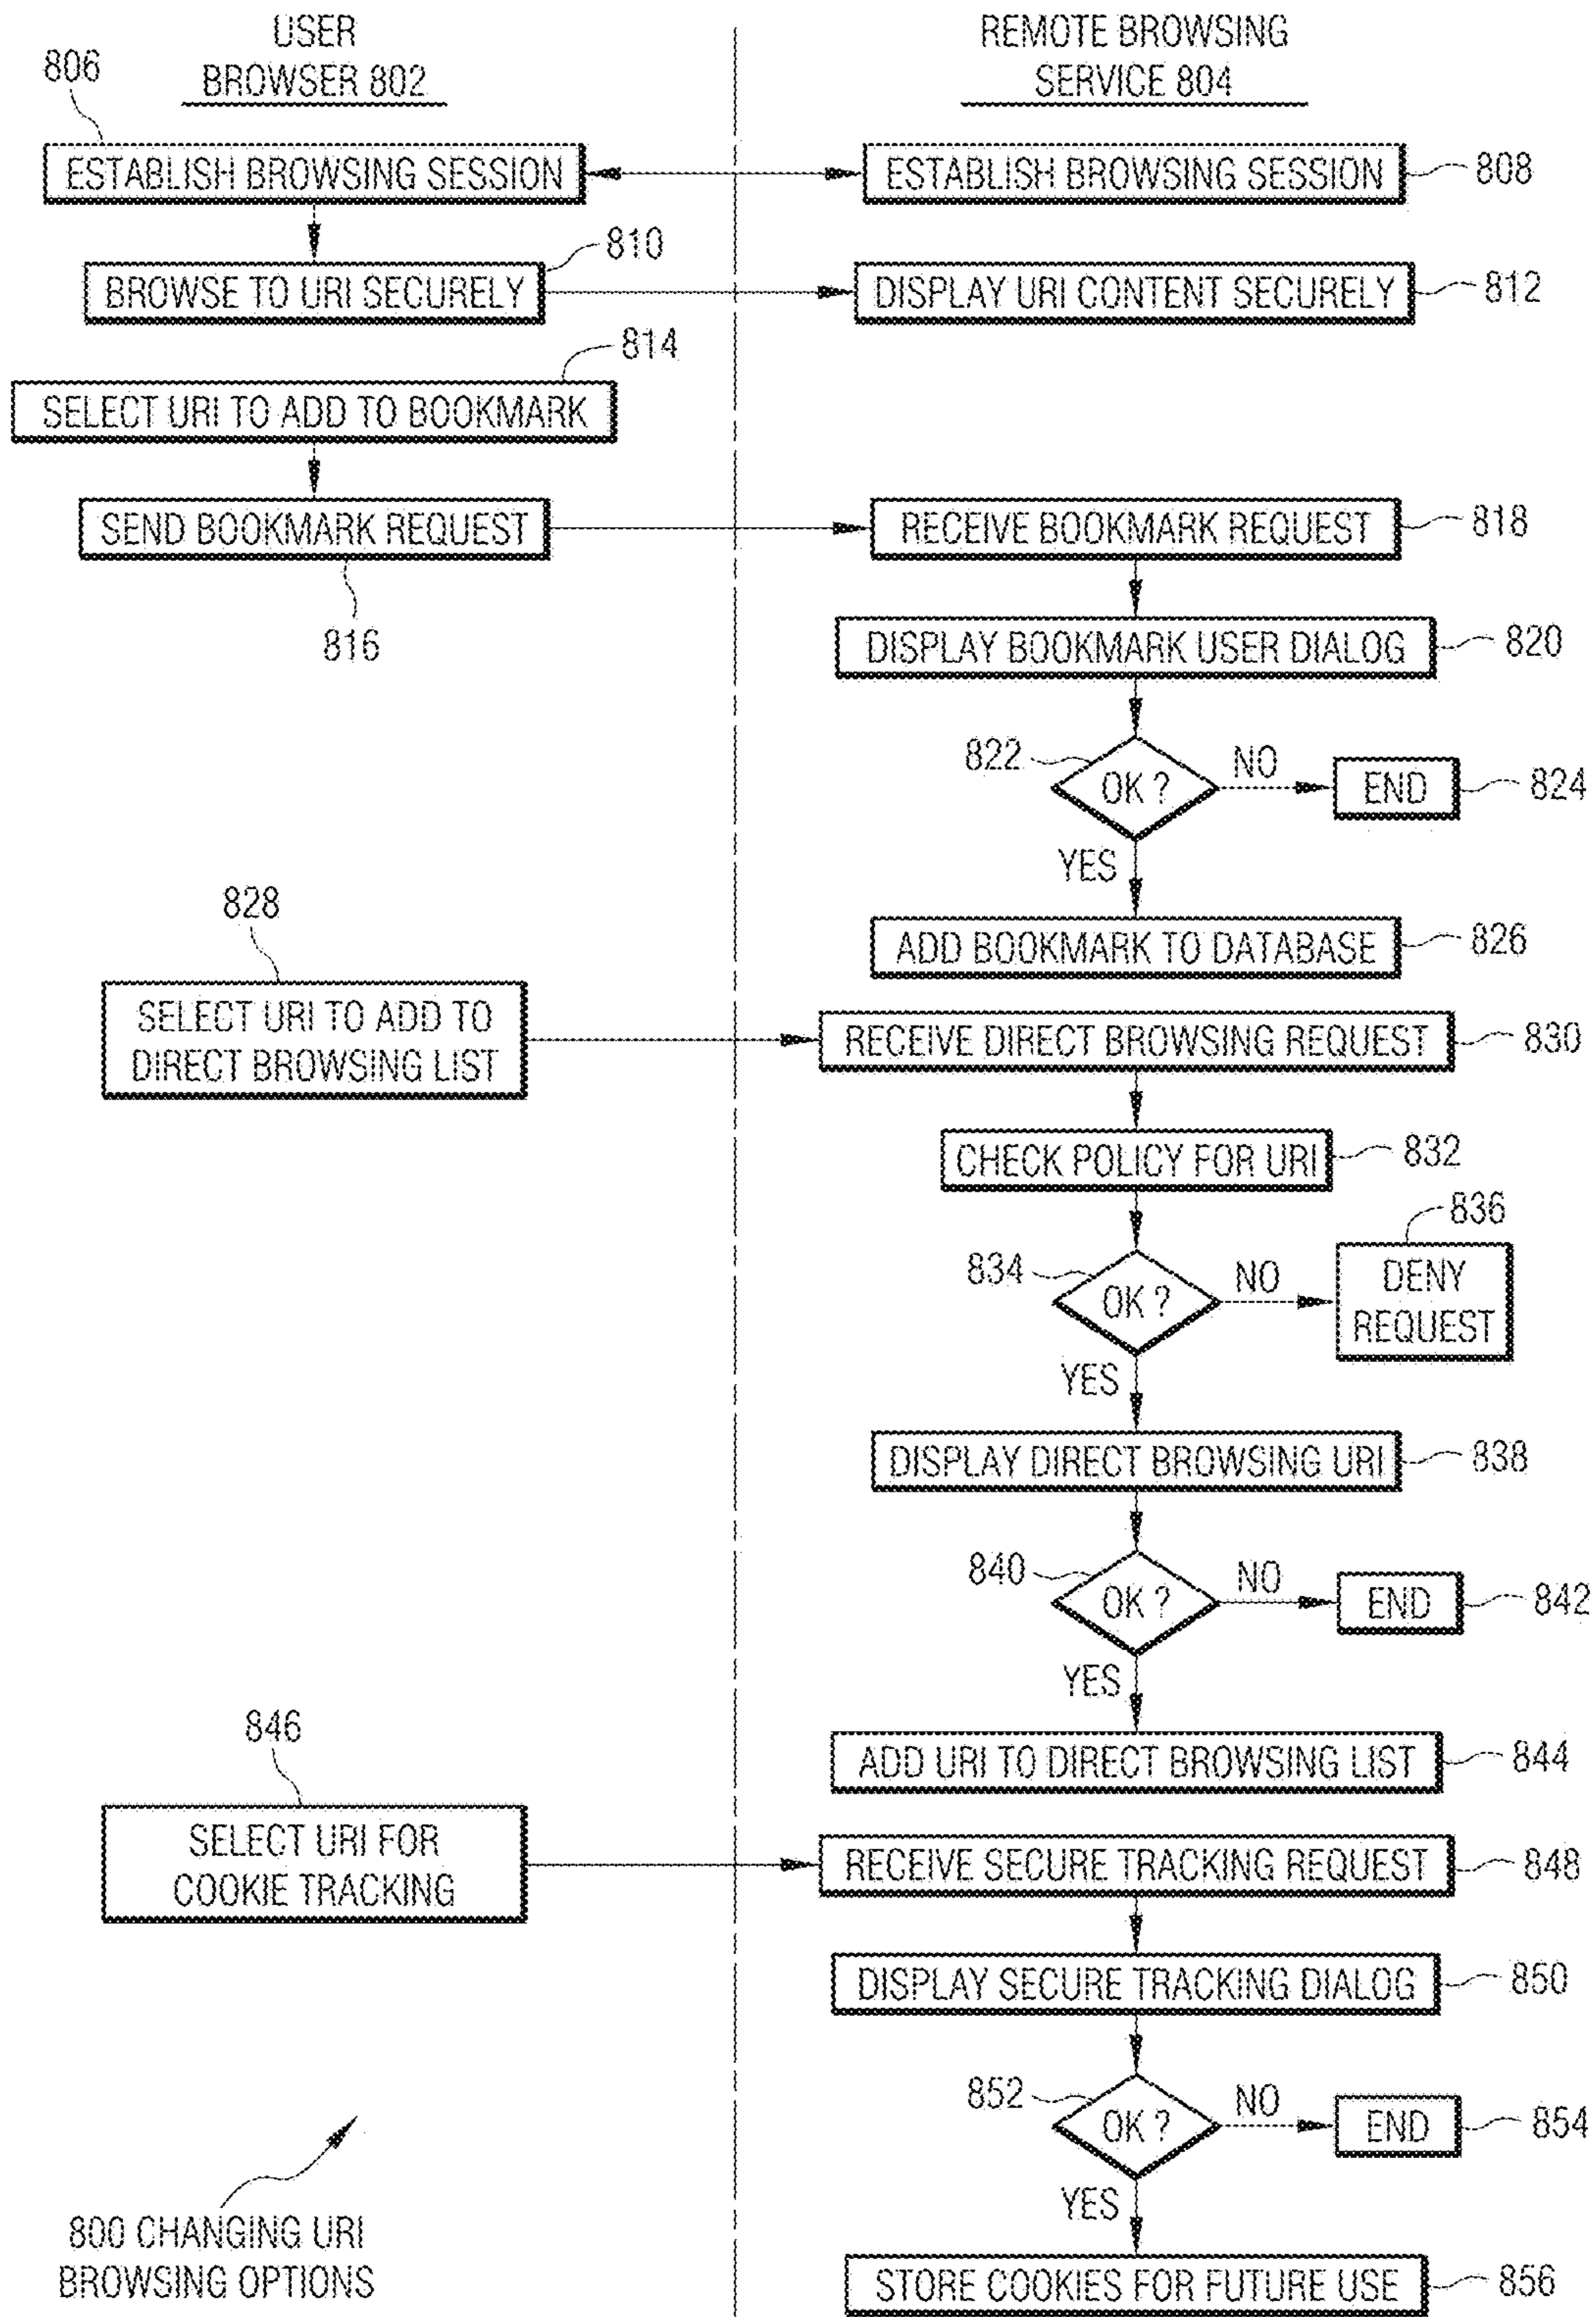 USER
BROWSER 802
REMOTE BROWSING
SERVICE 804
806
ESTABLISH BROWSING SESSION
ESTABLISH BROWSING SESSION
808
810
BROWSE TO URI SECURELY
DISPLAY URI CONTENT SECURELY
812
814
SELECT URI TO ADD TO BOOKMARK
SEND BOOKMARK REQUEST
816
RECEIVE BOOKMARK REQUEST
818
DISPLAY BOOKMARK USER DIALOG
820
822
OK ?
NO
END
824
YES
ADD BOOKMARK TO DATABASE
826
828
SELECT URI TO ADD TO
DIRECT BROWSING LIST
RECEIVE DIRECT BROWSING REQUEST
830
CHECK POLICY FOR URI
832
834
OK ?
NO
836
DENY
REQUEST
YES
DISPLAY DIRECT BROWSING URI
838
840
OK ?
NO
END
842
YES
ADD URI TO DIRECT BROWSING LIST
844
846
SELECT URI FOR
COOKIE TRACKING
RECEIVE SECURE TRACKING REQUEST
848
DISPLAY SECURE TRACKING DIALOG
850
852
OK ?
NO
END
854
YES
STORE COOKIES FOR FUTURE USE
856
800 CHANGING URI
BROWSING OPTIONS